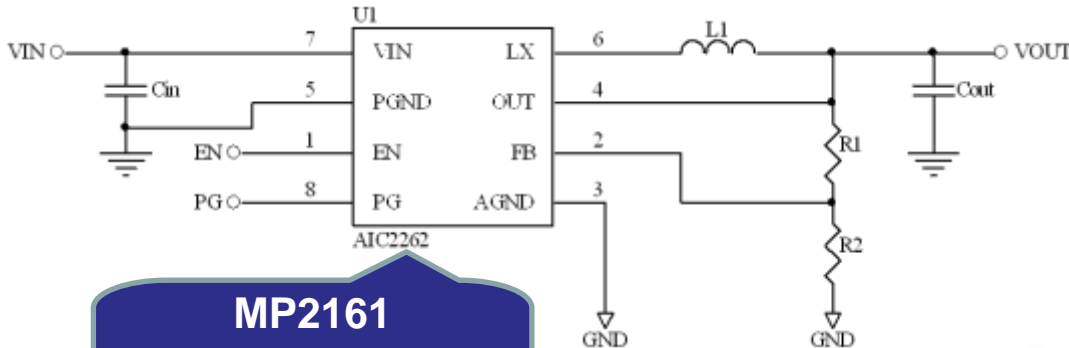 U1
VIN
7
VIN
LX
6
L1
VOUT
Cin
5
PGND
OUT
4
Cout
EN
1
EN
FB
2
R1
PG
8
PG
AGND
3
AIC2262
R2
MP2161
GND
GND